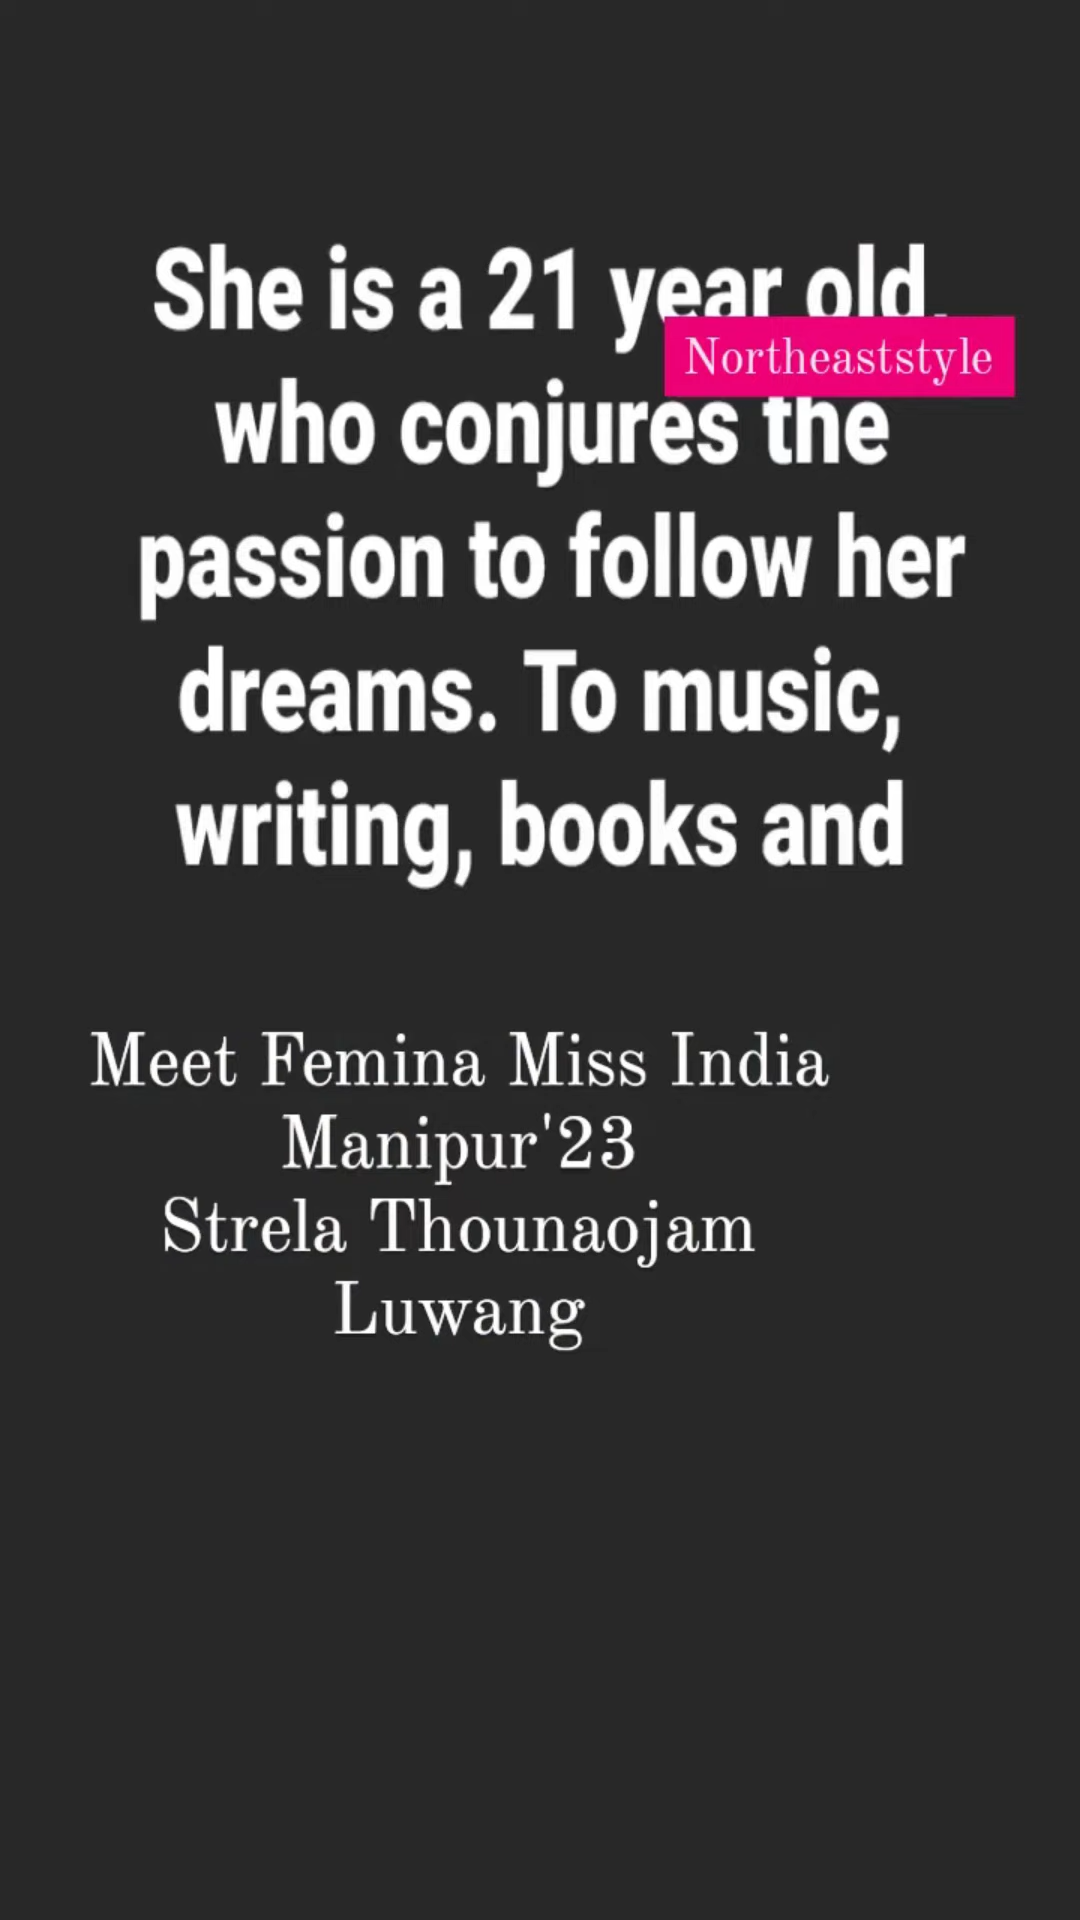 She is a 21 year old,
Northeaststyle
who conjures the
passion to follow her
dreams. To music,
writing, books and
Meet Femina Miss India
Manipur'23
Strela Thounaojam
Luwang